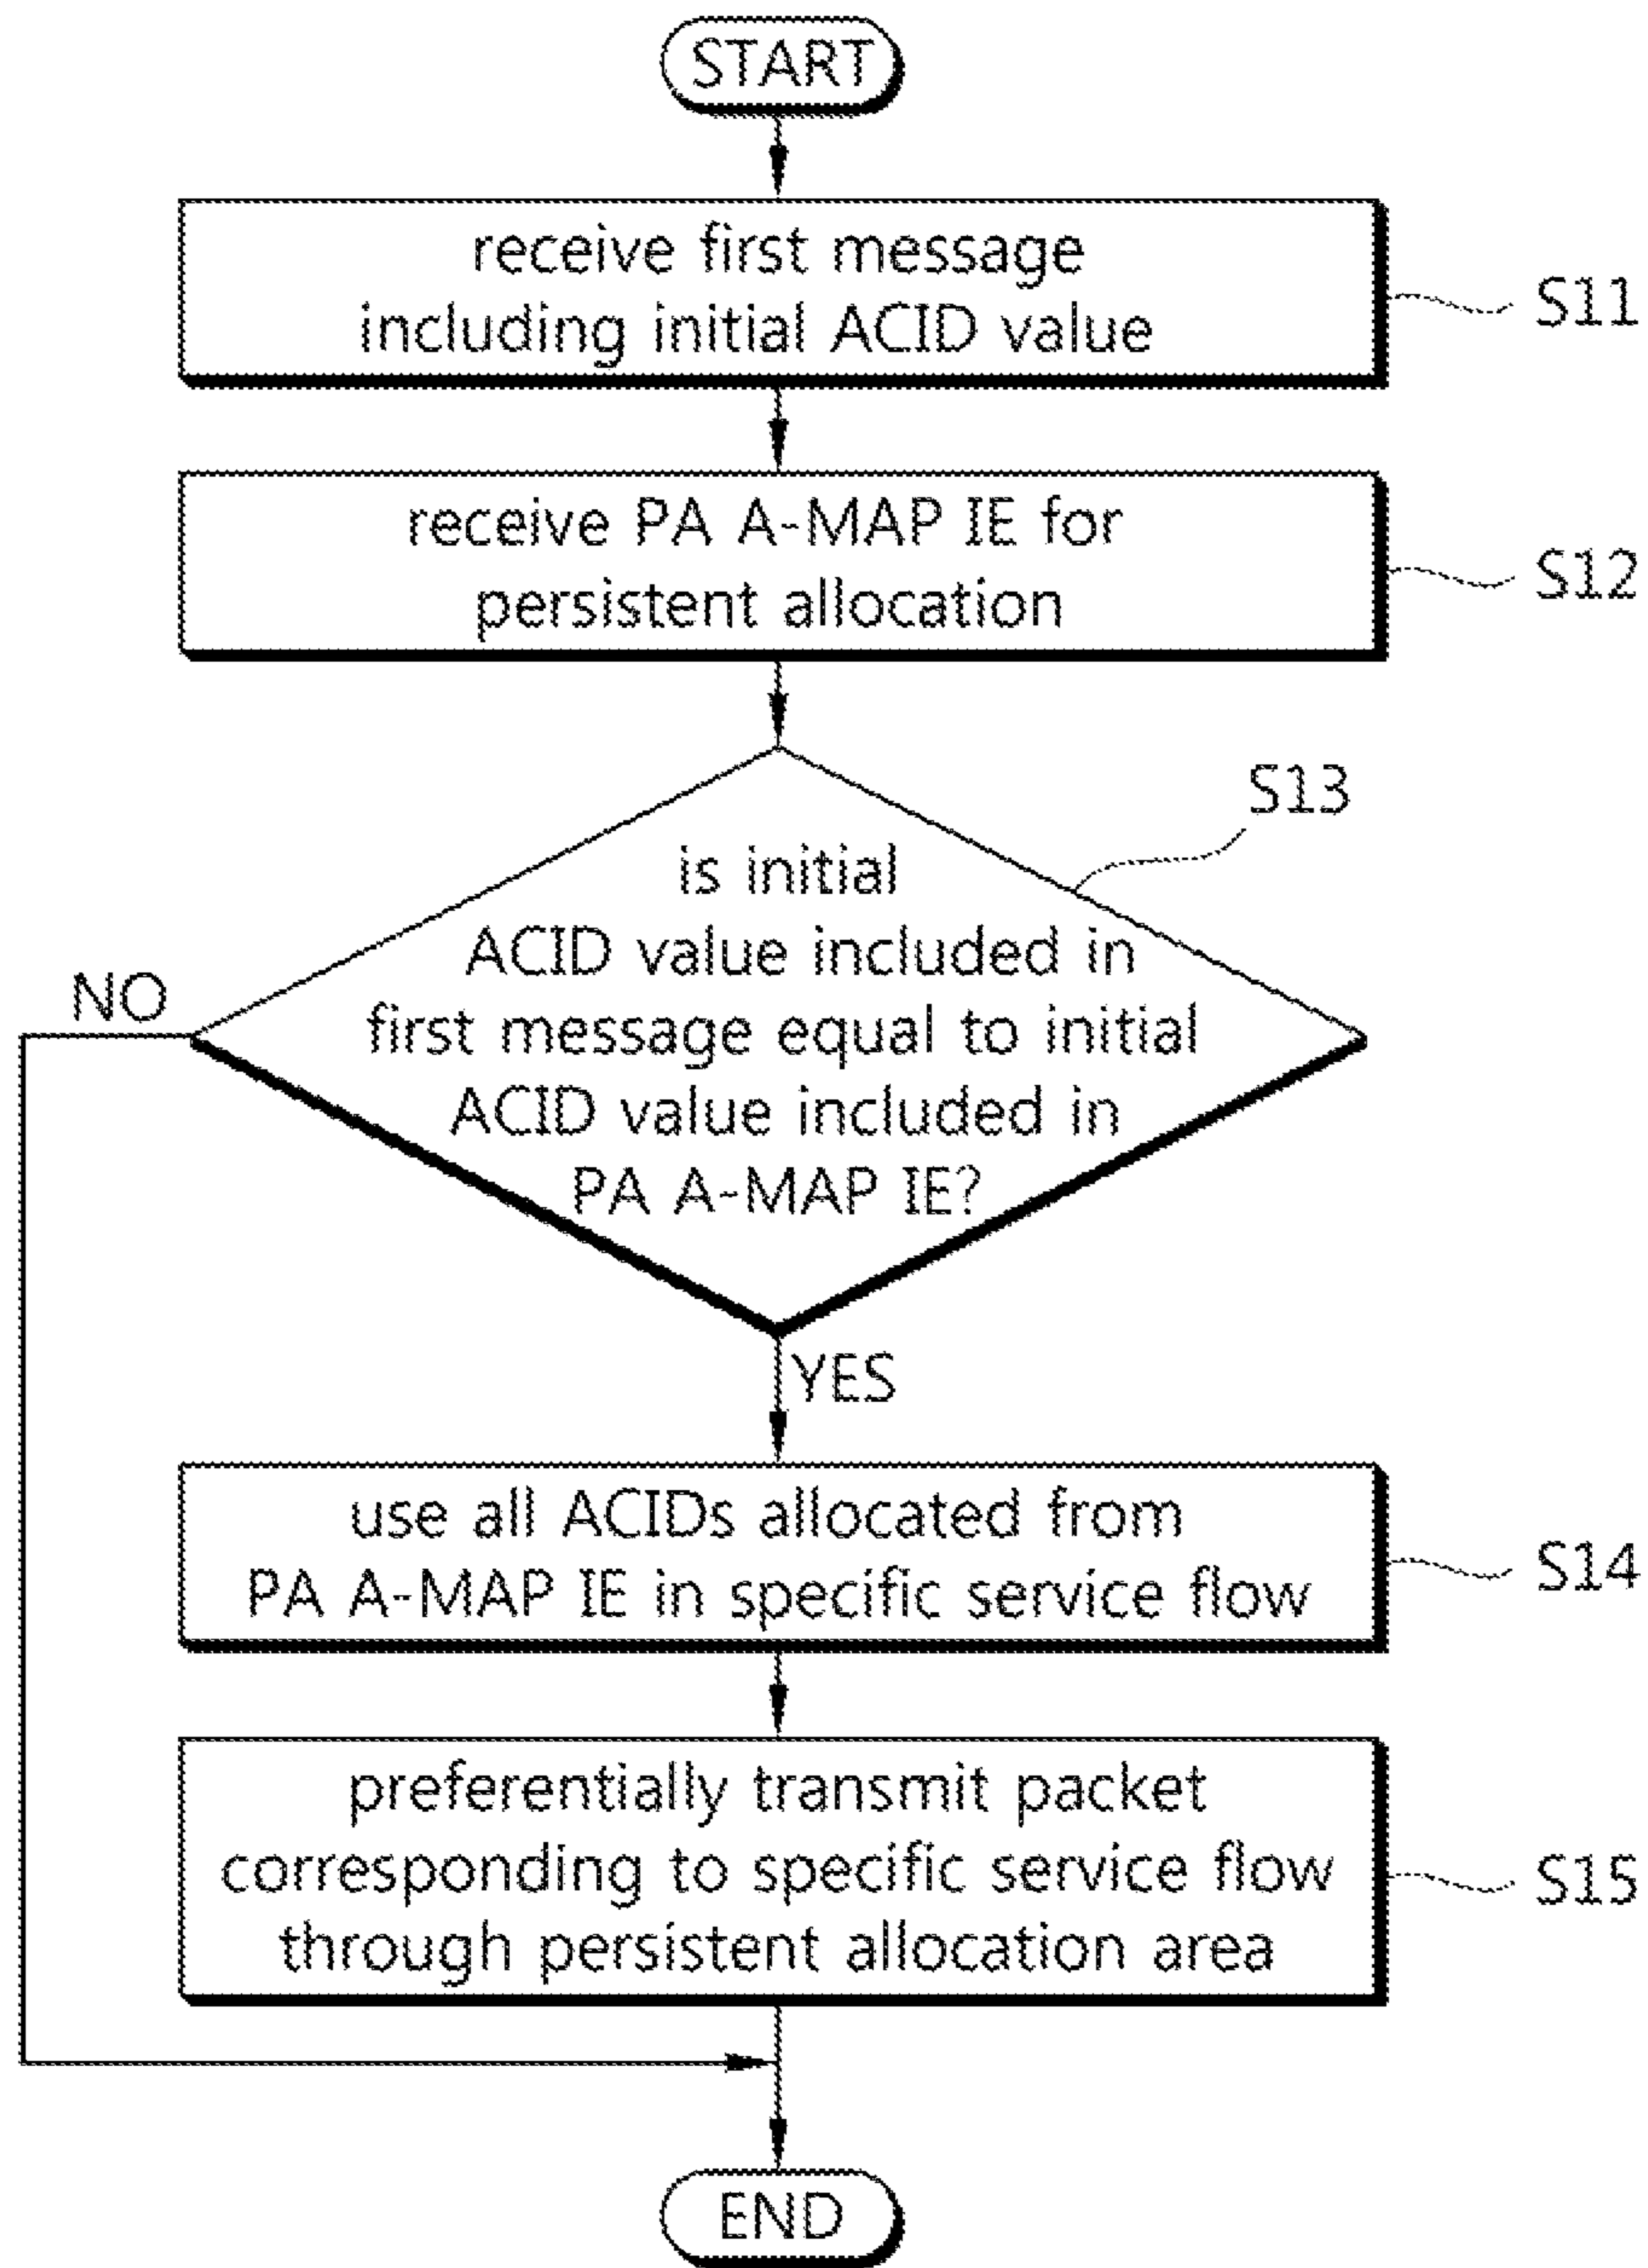 START
receive first message
including initial ACID value
S11
receive PA A-MAP IE for
persistent allocation
S12
S13
is initial
ACID value included in
first message equal to initial
ACID value included in
PA A-MAP IE?
NO
YES
use all ACIDs allocated from
PA A-MAP IE in specific service flow
S14
preferentially transmit packet
corresponding to specific service flow
through persistent allocation area
S15
END